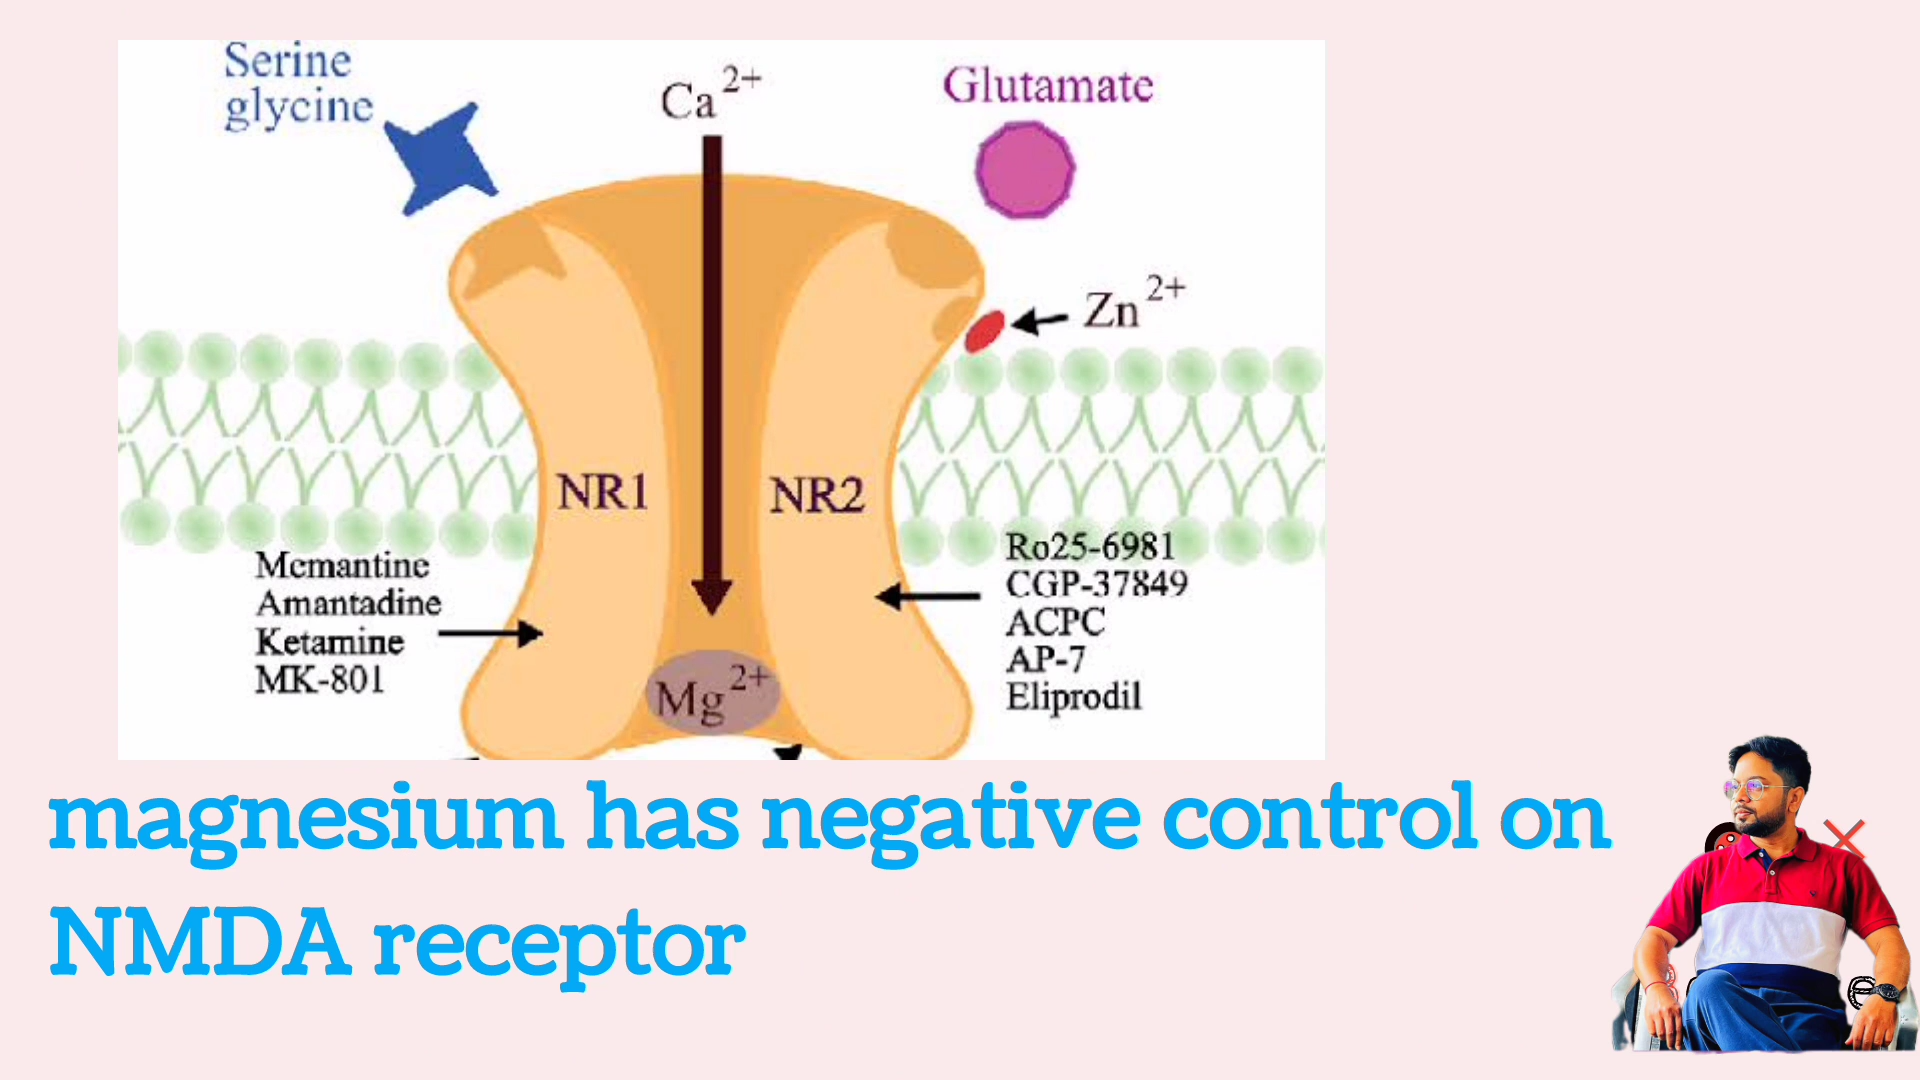 Serine
glycine
Ca2+
Glutamate
Zn2+
NR1
NR2
Memantine
Amantadine
Ketamine
MK-801
Ro25-6981
CGP-37849
ACPC
AP-7
Eliprodil
Mg2+
magnesium has negative control on
NMDA receptor